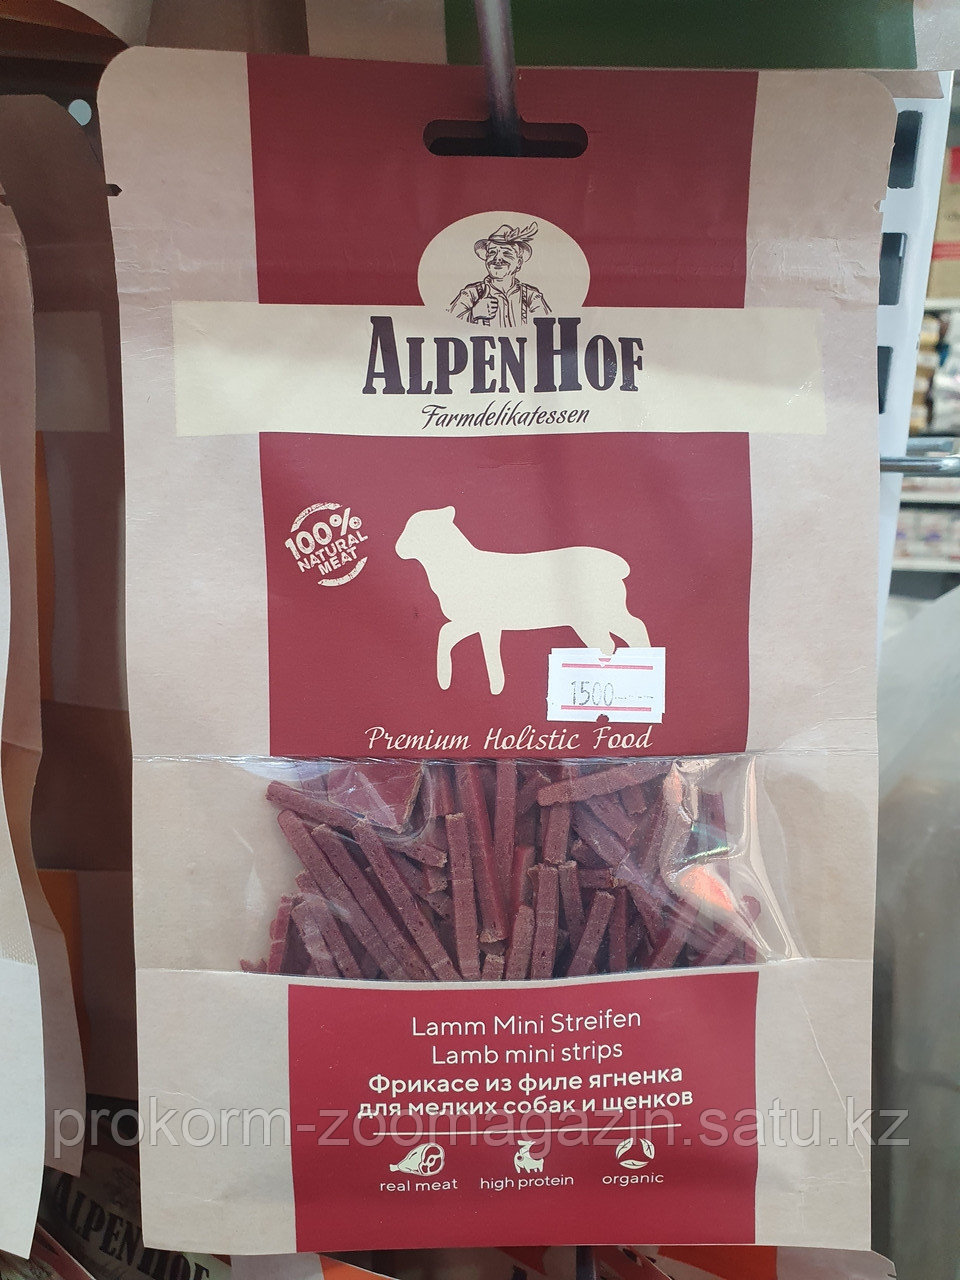 ALPENHOF
Farmdelikatessen
100%
NATURAL
MEAT
1500
Premium Holistic Food
Lamm Mini Streifen
Lamb mini strips
Фрикасе из филе ягненка
для мелких собак и щенков
prokorm-zoomagazin.satu.kz
real meat high protein organic
ALPENHOF